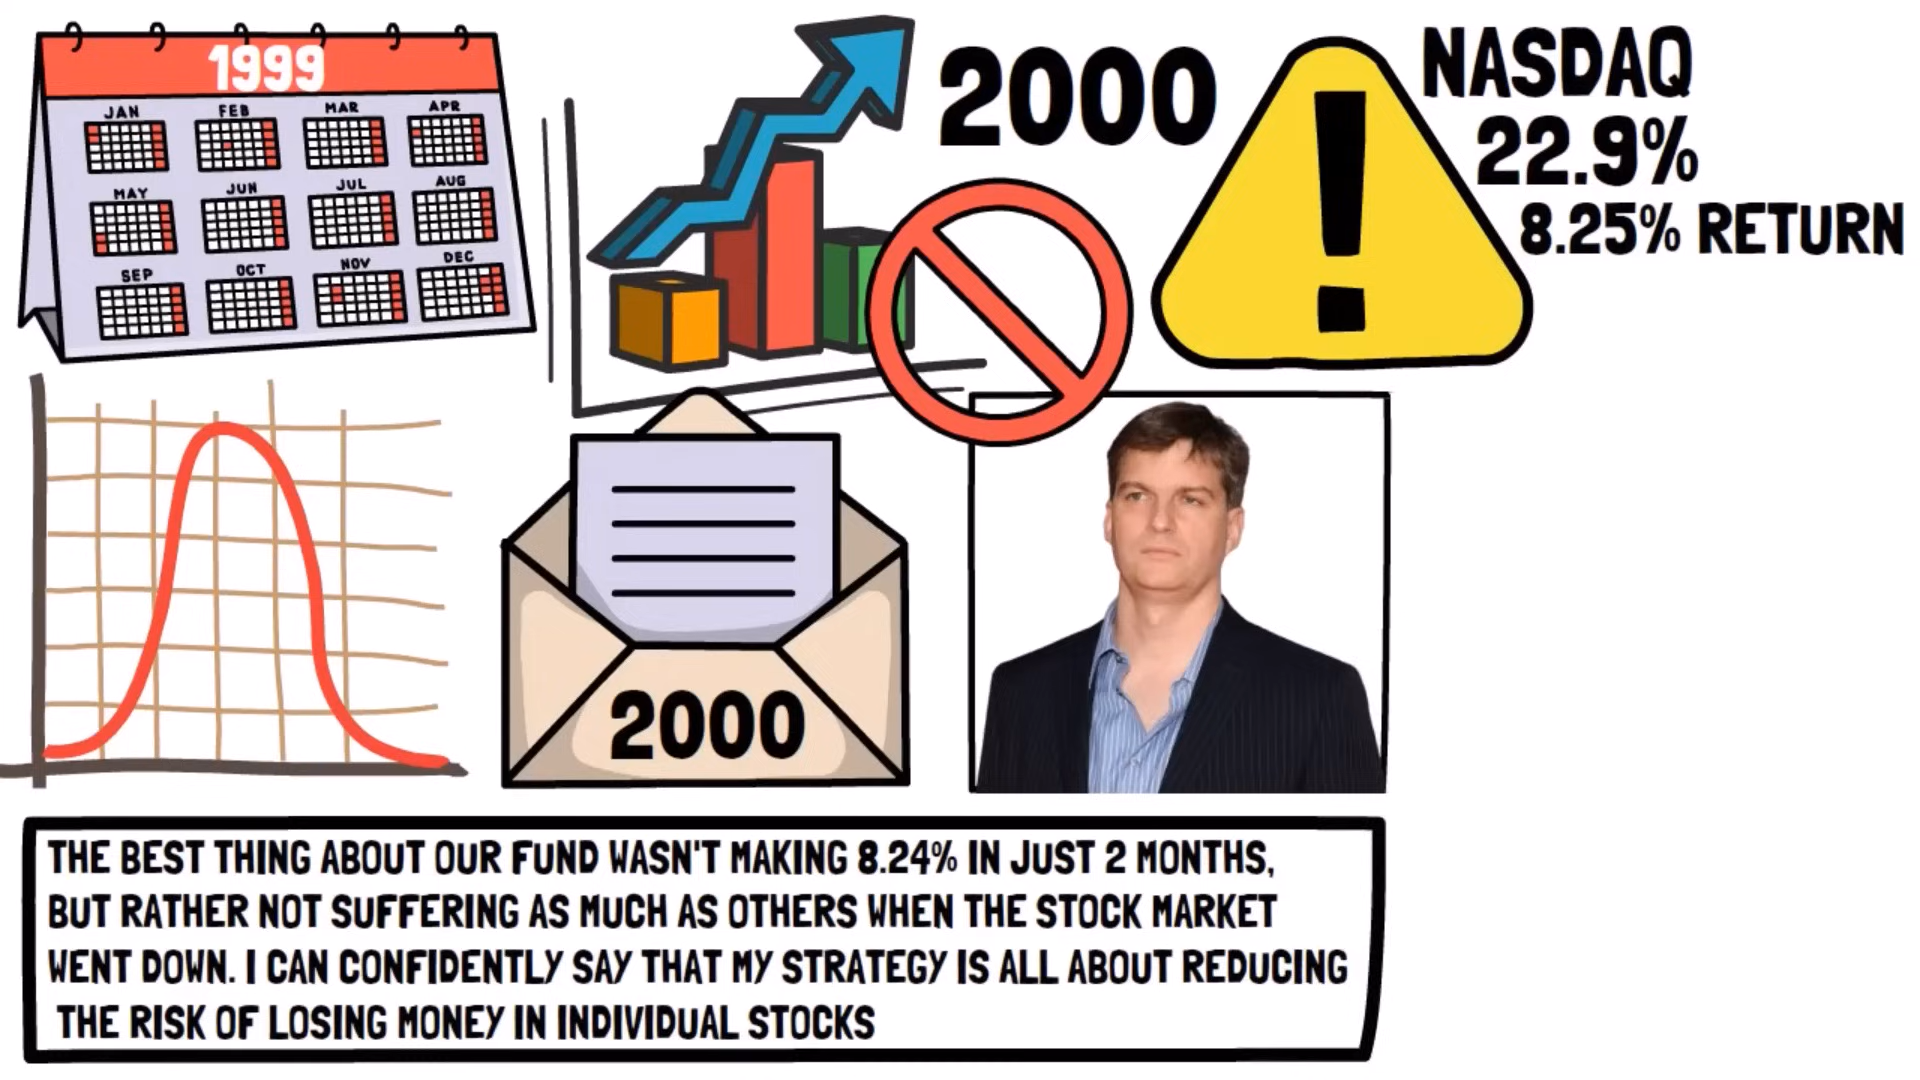 1999
JAN FEB MAR APR
MAY JUN JUL AUG
SEP OCT NOV DEC
2000
NASDAQ
22.9%
8.25% RETURN
2000
THE BEST THING ABOUT OUR FUND WASN'T MAKING 8.24% IN JUST 2 MONTHS,
BUT RATHER NOT SUFFERING AS MUCH AS OTHERS WHEN THE STOCK MARKET
WENT DOWN. I CAN CONFIDENTLY SAY THAT MY STRATEGY IS ALL ABOUT REDUCING
THE RISK OF LOSING MONEY IN INDIVIDUAL STOCKS